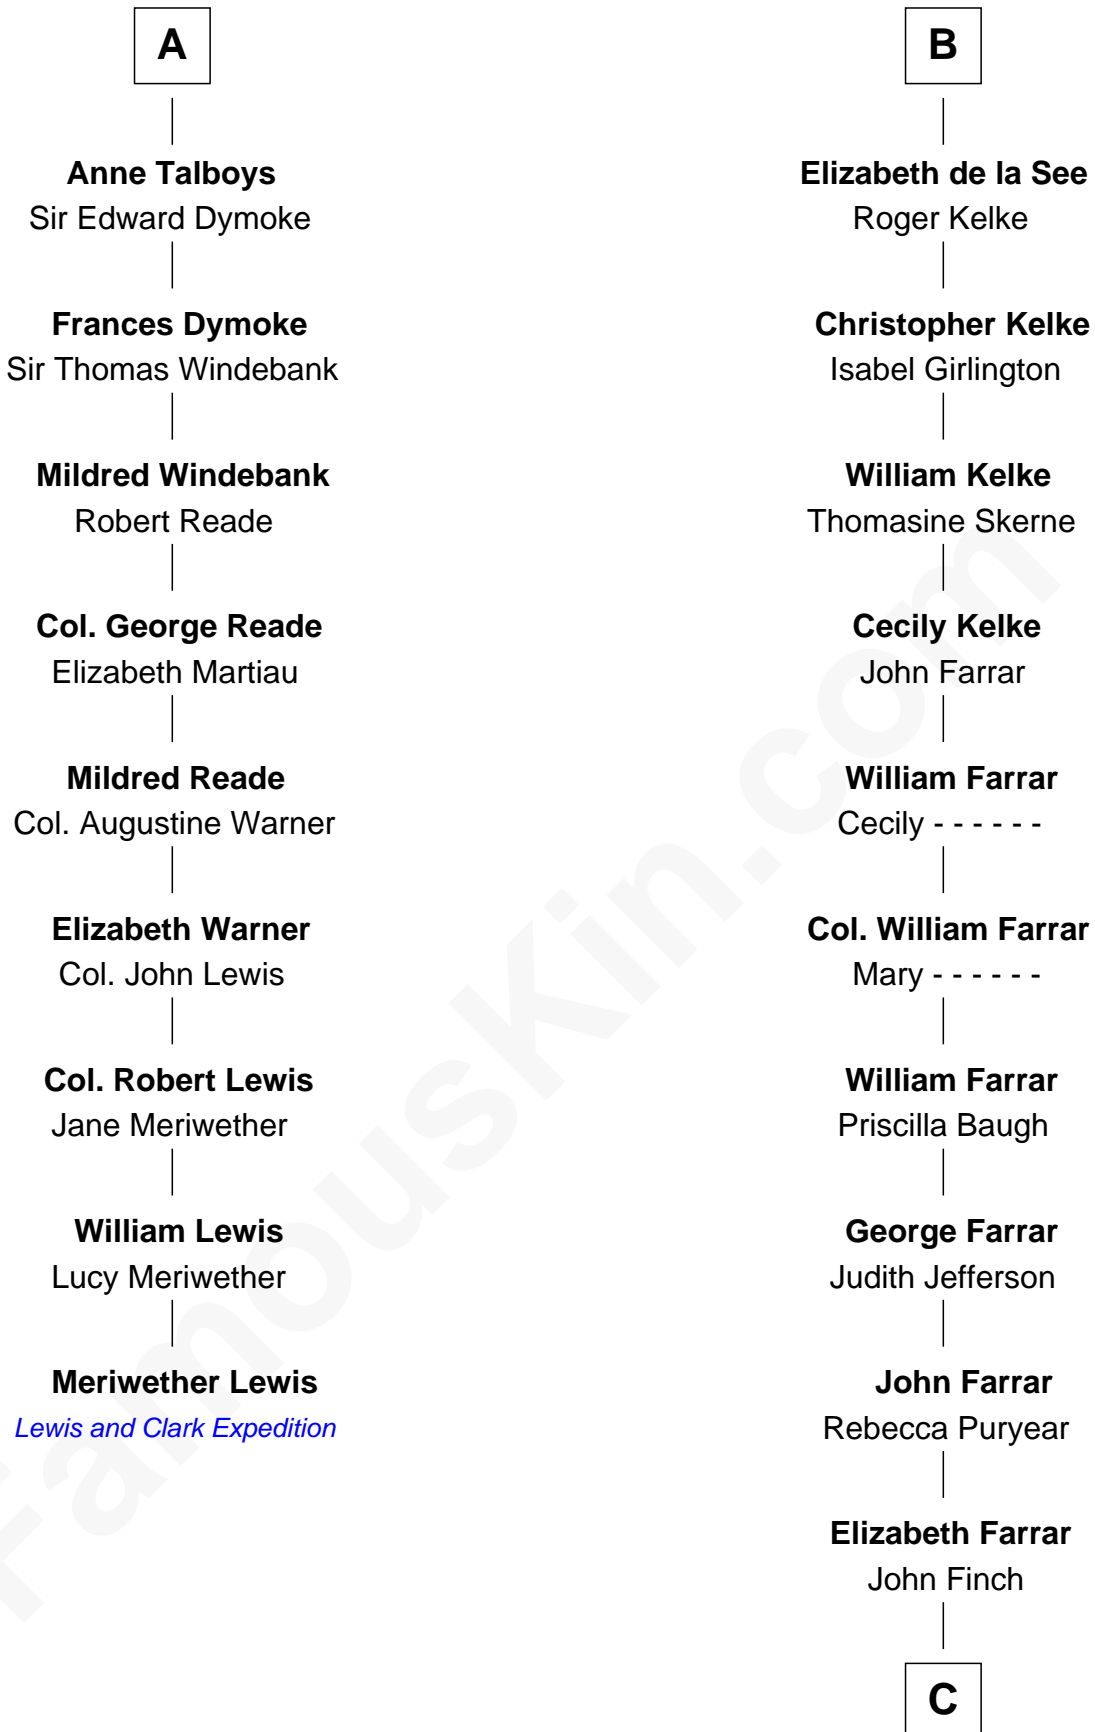 A
Anne Talboys
Sir Edward Dymoke
Frances Dymoke
Sir Thomas Windebank
Mildred Windebank
Robert Reade
Col. George Reade
Elizabeth Martiau
Mildred Reade
Col. Augustine Warner
Elizabeth Warner
Col. John Lewis
Col. Robert Lewis
Jane Meriwether
William Lewis
Lucy Meriwether
Meriwether Lewis
Lewis and Clark Expedition
B
Elizabeth de la See
Roger Kelke
Christopher Kelke
Isabel Girlington
William Kelke
Thomasine Skerne
Cecily Kelke
John Farrar
William Farrar
Cecily - - - - - -
Col. William Farrar
Mary - - - - - -
William Farrar
Priscilla Baugh
George Farrar
Judith Jefferson
John Farrar
Rebecca Puryear
Elizabeth Farrar
John Finch
C
FamousKin.com